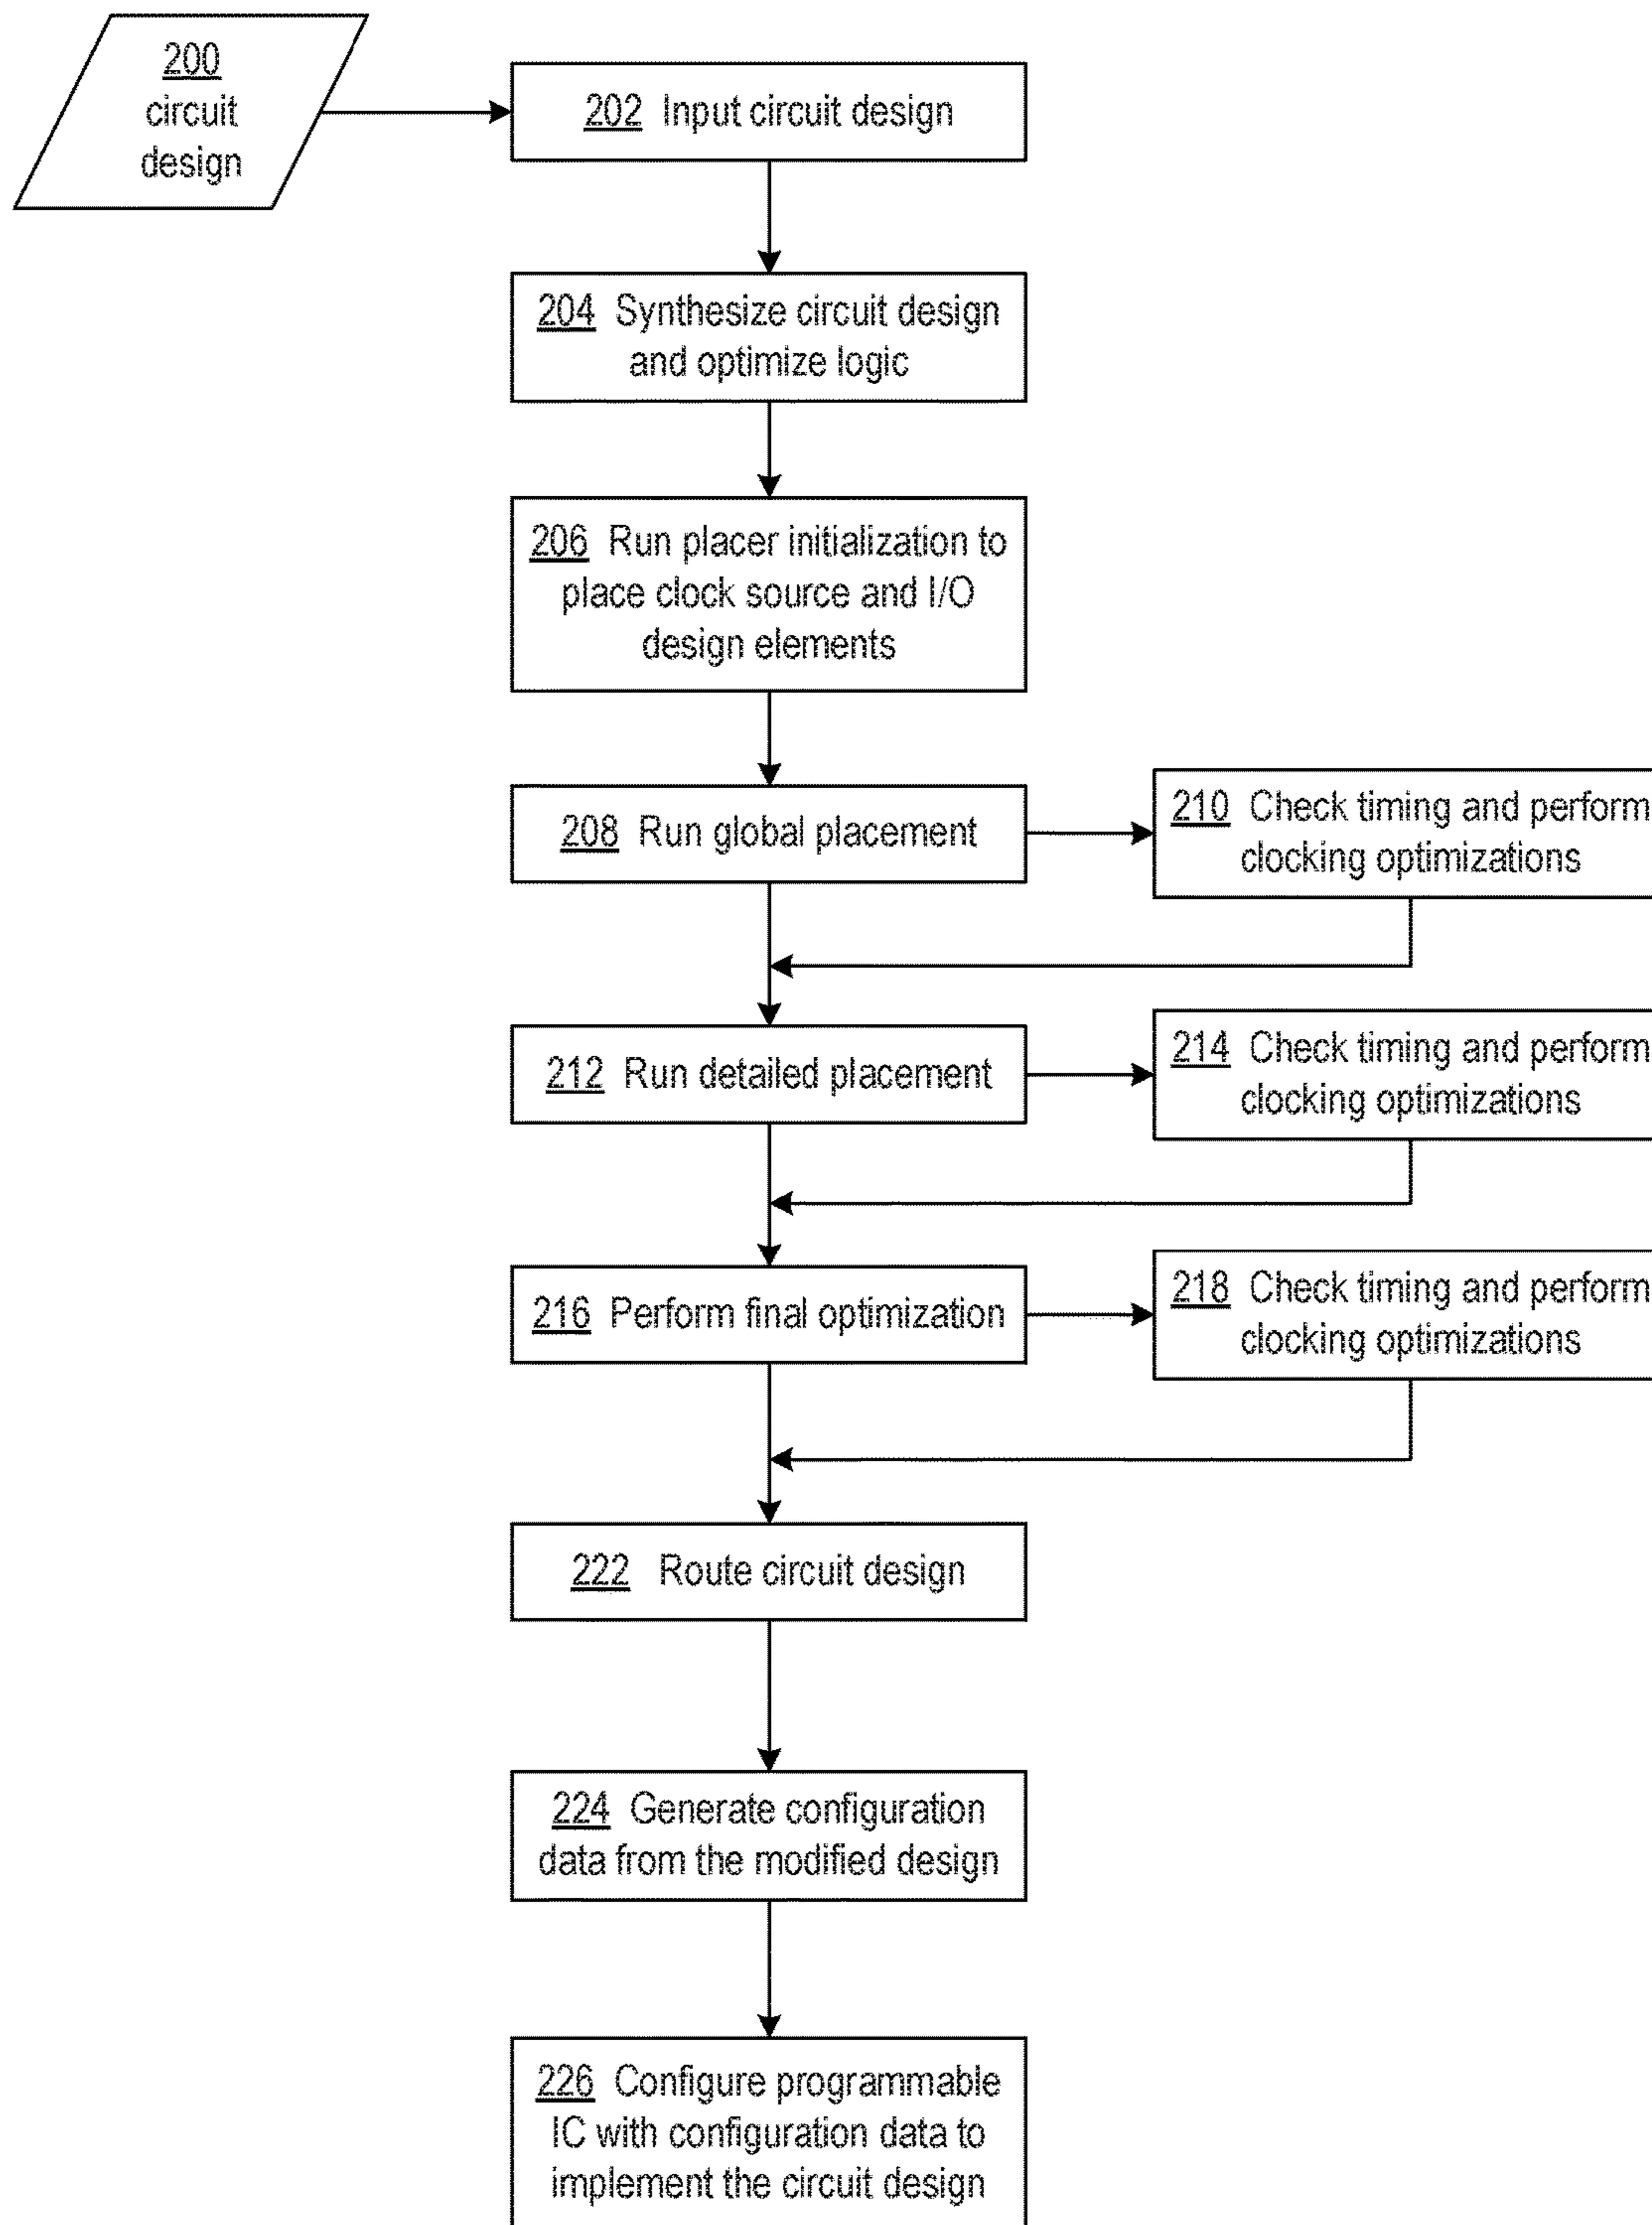 200
circuit
design
202 Input circuit design
204 Synthesize circuit design
and optimize logic
206 Run placer initialization to
place clock source and I/O
design elements
208 Run global placement
210 Check timing and perform
clocking optimizations
212 Run detailed placement
214 Check timing and perform
clocking optimizations
216 Perform final optimization
218 Check timing and perform
clocking optimizations
222 Route circuit design
224 Generate configuration
data from the modified design
226 Configure programmable
IC with configuration data to
implement the circuit design